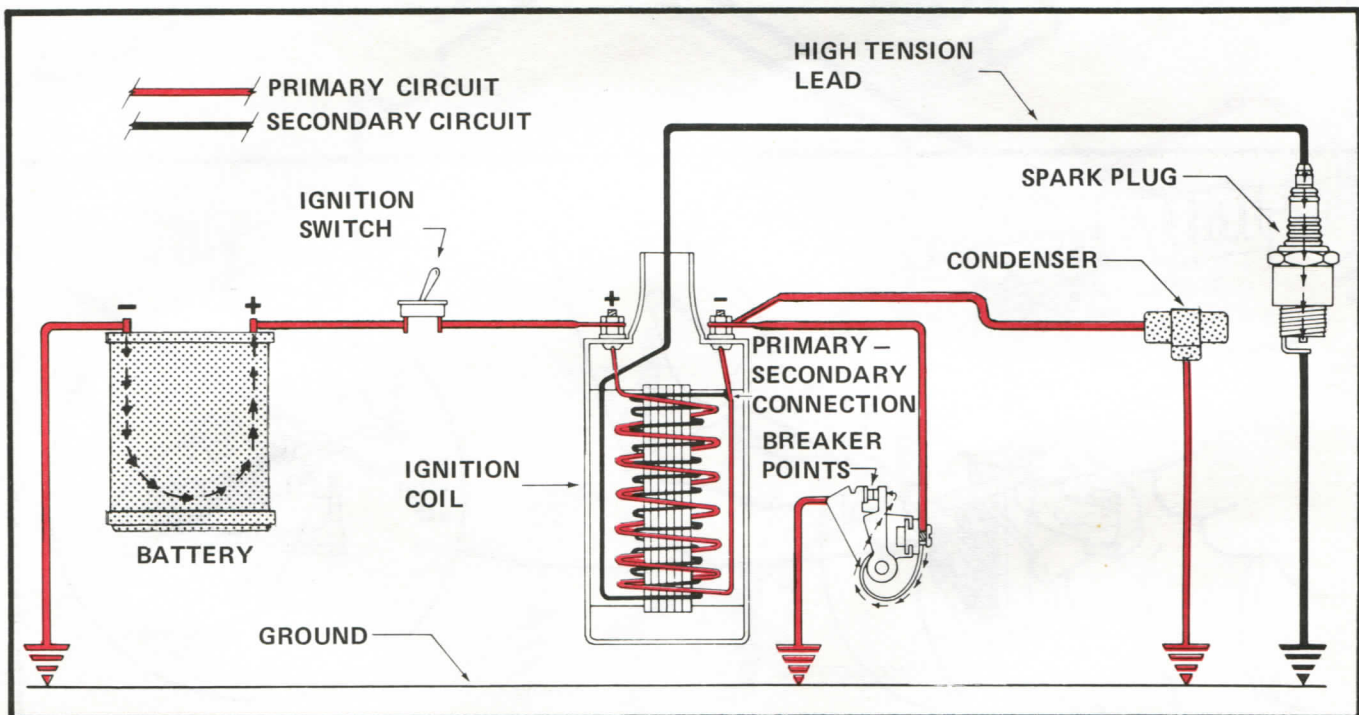 HIGH TENSION
LEAD
PRIMARY CIRCUIT
SECONDARY CIRCUIT
SPARK PLUG
IGNITION
SWITCH
CONDENSER
- +
+ -
PRIMARY –
SECONDARY
CONNECTION
BREAKER
POINTS
IGNITION
COIL
BATTERY
GROUND